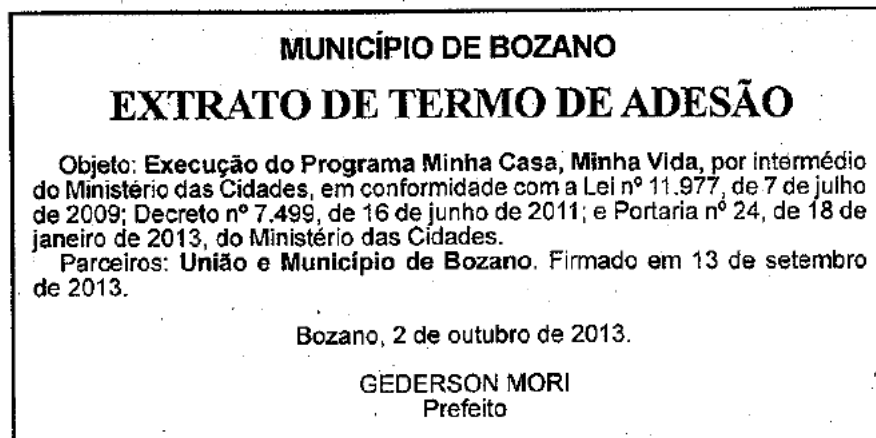 MUNICÍPIO DE BOZANO
EXTRATO DE TERMO DE ADESÃO
Objeto: Execução do Programa Minha Casa, Minha Vida, por intermédio
do Ministério das Cidades, em conformidade com a Lei nº 11.977, de 7 de julho
de 2009; Decreto nº 7.499, de 16 de junho de 2011; e Portaria nº 24, de 18 de
janeiro de 2013, do Ministério das Cidades.
Parceiros: União e Município de Bozano. Firmado em 13 de setembro
de 2013.
Bozano, 2 de outubro de 2013.
GEDERSON MORI
Prefeito